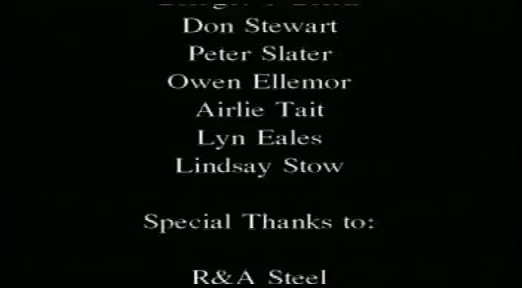 Don Stewart
Peter Slater
Owen Ellemor
Airlie Tait
Lyn Eales
Lindsay Stow
Special Thanks to:
R&A Steel